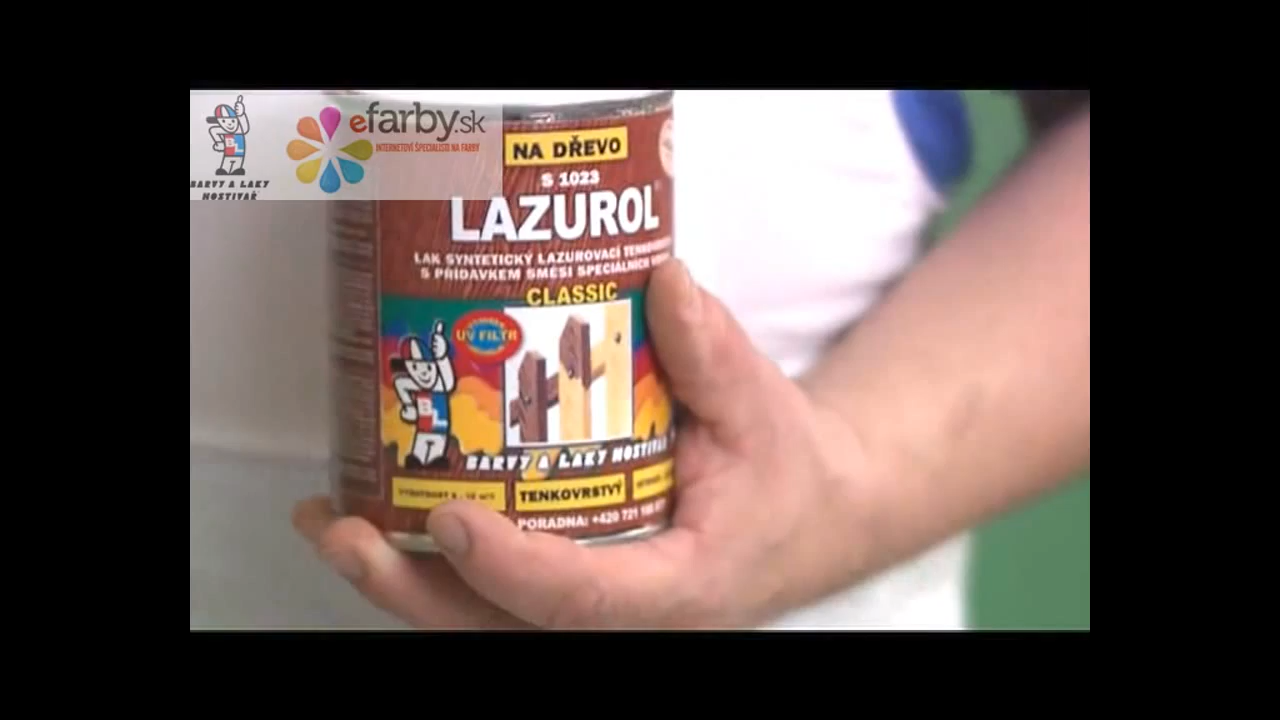 BARVY A LAKY
HOSTIVAŘ
efarby.sk
INTERNETOVÍ ŠPECIALISTI NA FARBY
NA DŘEVO
S 1023
LAZUROL
LAK SYNTETICKÝ LAZUROVACÍ
S PŘÍDAVKEM SMĚSI SPECIÁLNÍCH
CLASSIC
UV FILTR
BL
BARVY A LAKY HOSTIVAŘ
TENKOVRSTVÝ
PORADNA: +420 721